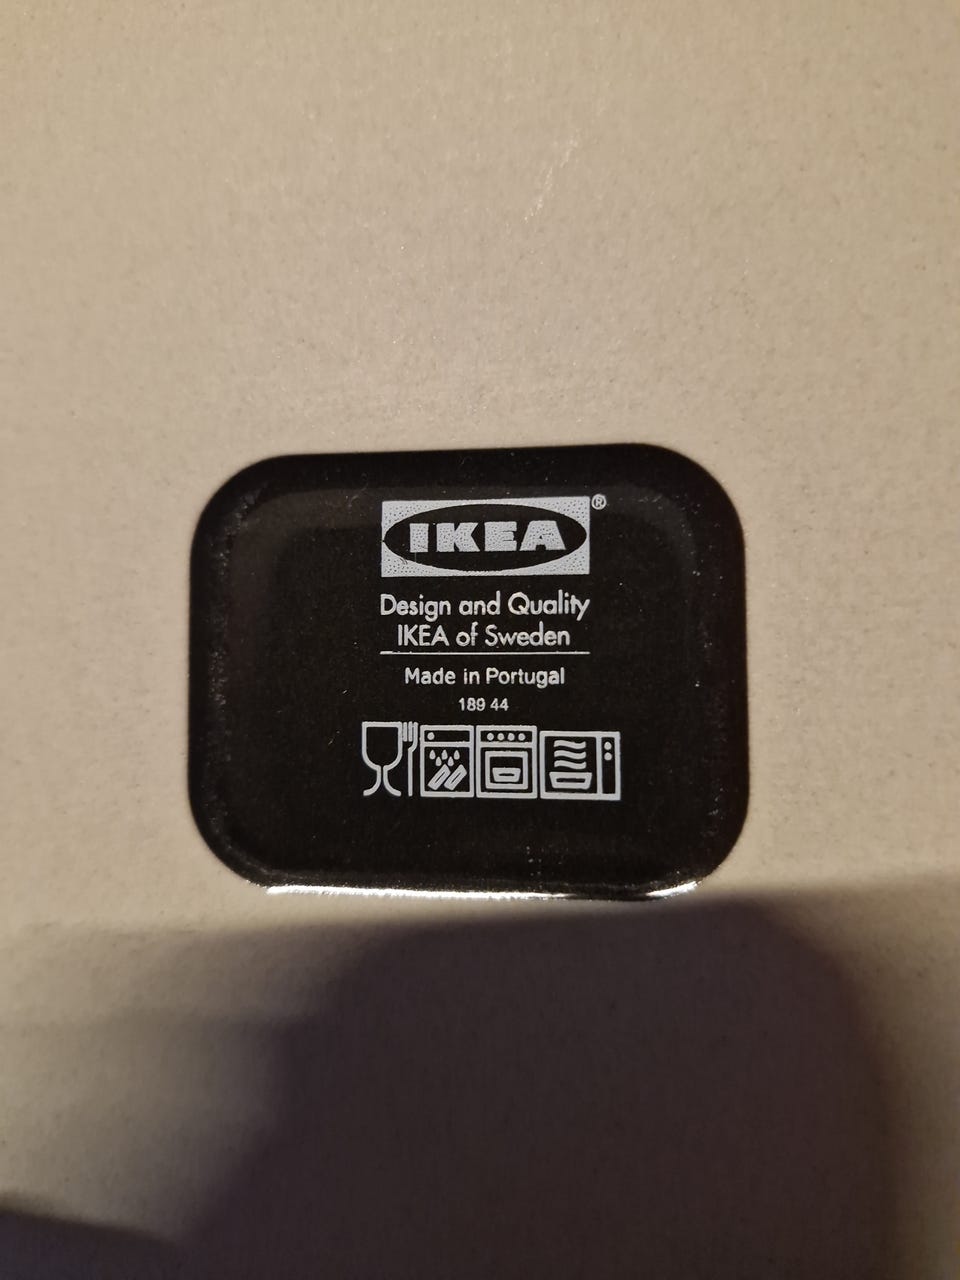 IKEA®
Design and Quality
IKEA of Sweden
Made in Portugal
189 44